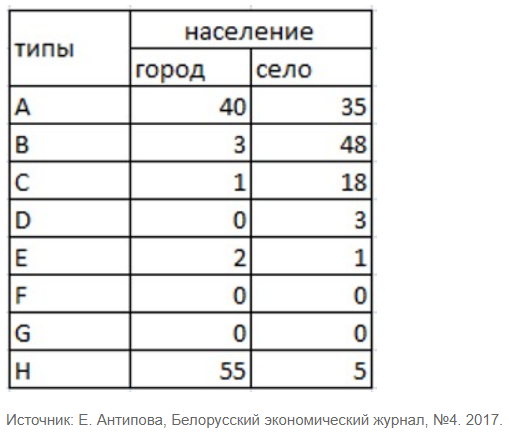 типы население
город село
A 40 35
B 3 48
C 1 18
D 0 3
E 2 1
F 0 0
G 0 0
H 55 5
Источник: Е. Антипова, Белорусский экономический журнал, №4. 2017.